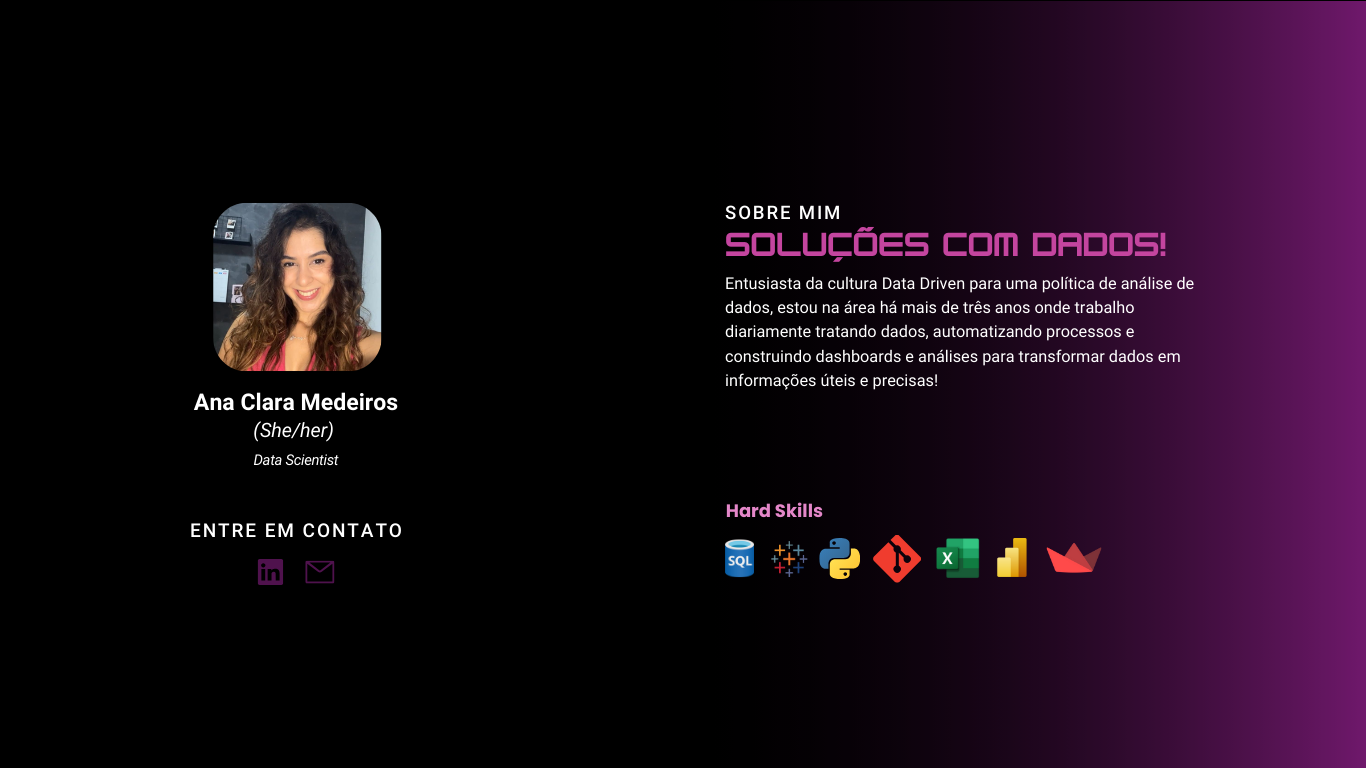 Ana Clara Medeiros
(She/her)
Data Scientist
ENTRE EM CONTATO
in
SOBRE MIM
SOLUÇÕES COM DADOS!
Entusiasta da cultura Data Driven para uma política de análise de
dados, estou na área há mais de três anos onde trabalho
diariamente tratando dados, automatizando processos e
construindo dashboards e análises para transformar dados em
informações úteis e precisas!
Hard Skills
SQL
X